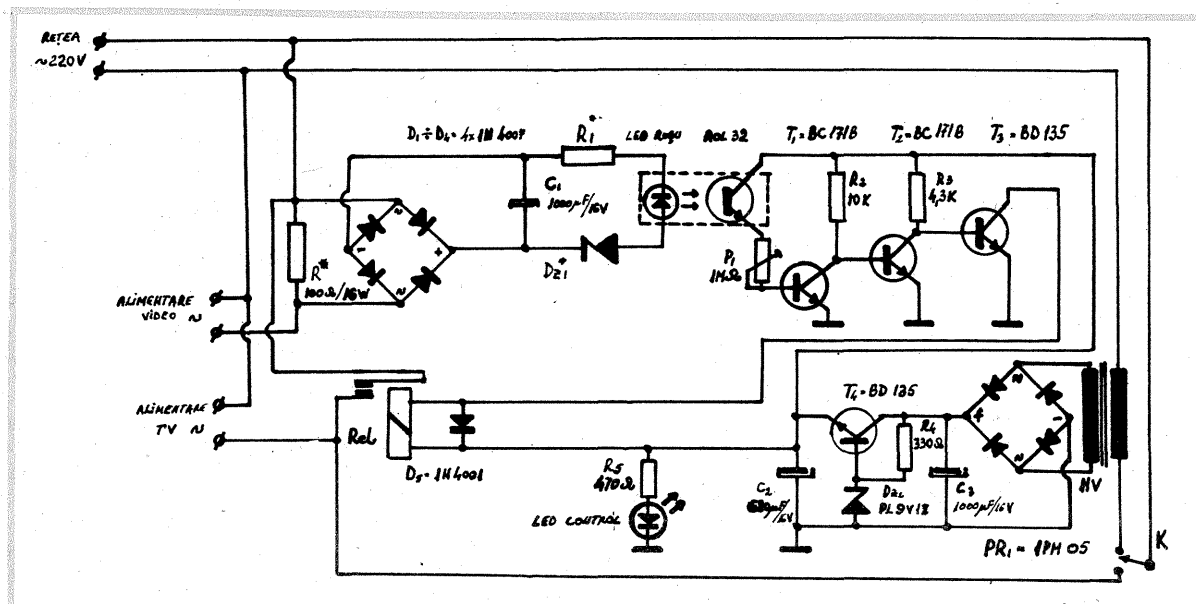 REȚEA
~220V
D1÷D4=4x1N4007
R1*
LED ROȘU
ROL 32
T1=BC171B
T2=BC171B
T3=BD135
C1
1000µF/16V
R2
10K
R3
4,3K
DZ1*
P1
1MΩ
R*
100Ω/16W
ALIMENTARE
VIDEO ~
ALIMENTARE
TV ~
Rel
D5=1N4001
R5
470Ω
LED CONTROL
T4=BD135
R4
330Ω
C2
DZ2
PL9V1Z
C3
1000µF/16V
11V
PR1=1PM05
K